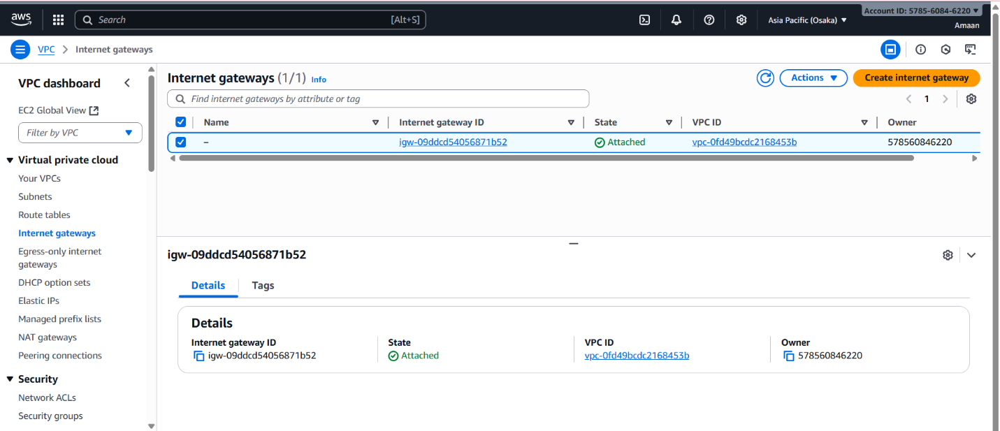 aws
Search [Alt+S]
Asia Pacific (Osaka) ▼
Account ID: 5785-6084-6220 ▼
Amaan
VPC > Internet gateways
VPC dashboard
EC2 Global View
Filter by VPC
Virtual private cloud
Your VPCs
Subnets
Route tables
Internet gateways
Egress-only internet
gateways
DHCP option sets
Elastic IPs
Managed prefix lists
NAT gateways
Peering connections
Security
Network ACLs
Security groups
Internet gateways (1/1) Info
Actions ▼
Create internet gateway
Find internet gateways by attribute or tag
< 1 >
Name Internet gateway ID State VPC ID Owner
– igw-09ddcd54056871b52 Attached vpc-0fd49bcdc2168453b 578560846220
igw-09ddcd54056871b52
Details Tags
Details
Internet gateway ID State VPC ID Owner
igw-09ddcd54056871b52 Attached vpc-0fd49bcdc2168453b 578560846220